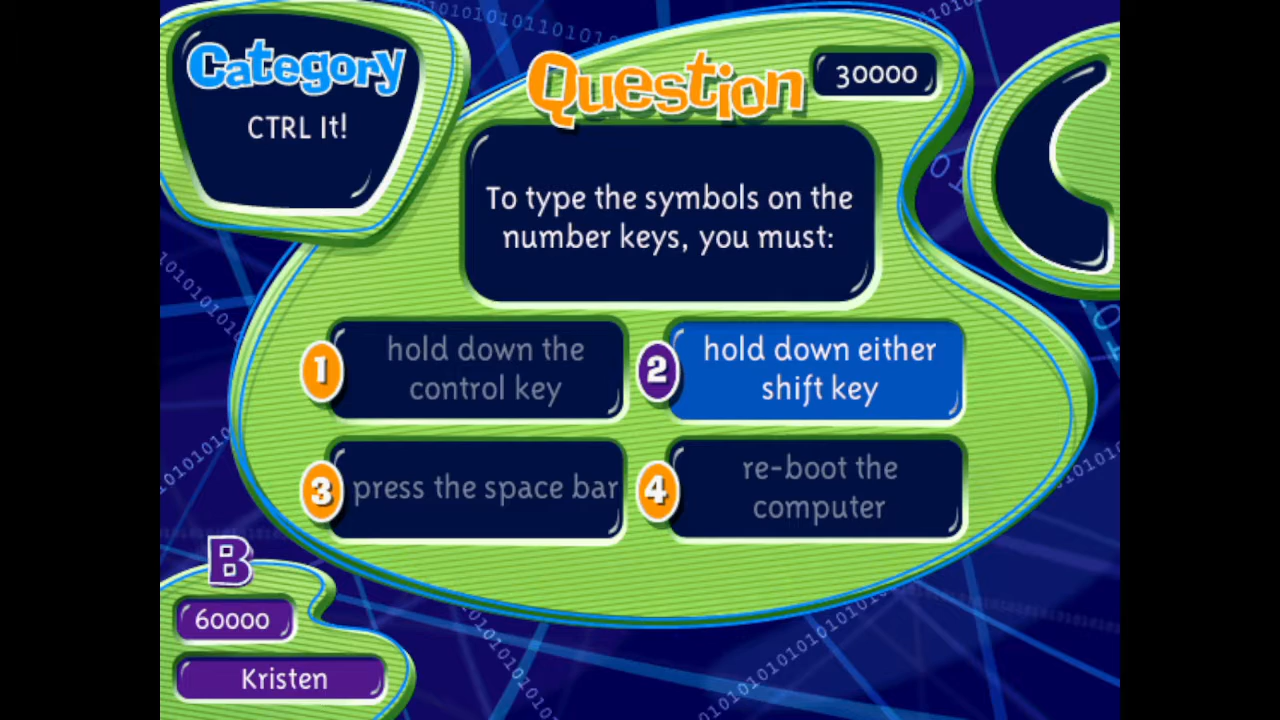 Category
CTRL It!
Question
30000
To type the symbols on the
number keys, you must:
1
hold down the
control key
2
hold down either
shift key
3
press the space bar
4
re-boot the
computer
B
60000
Kristen